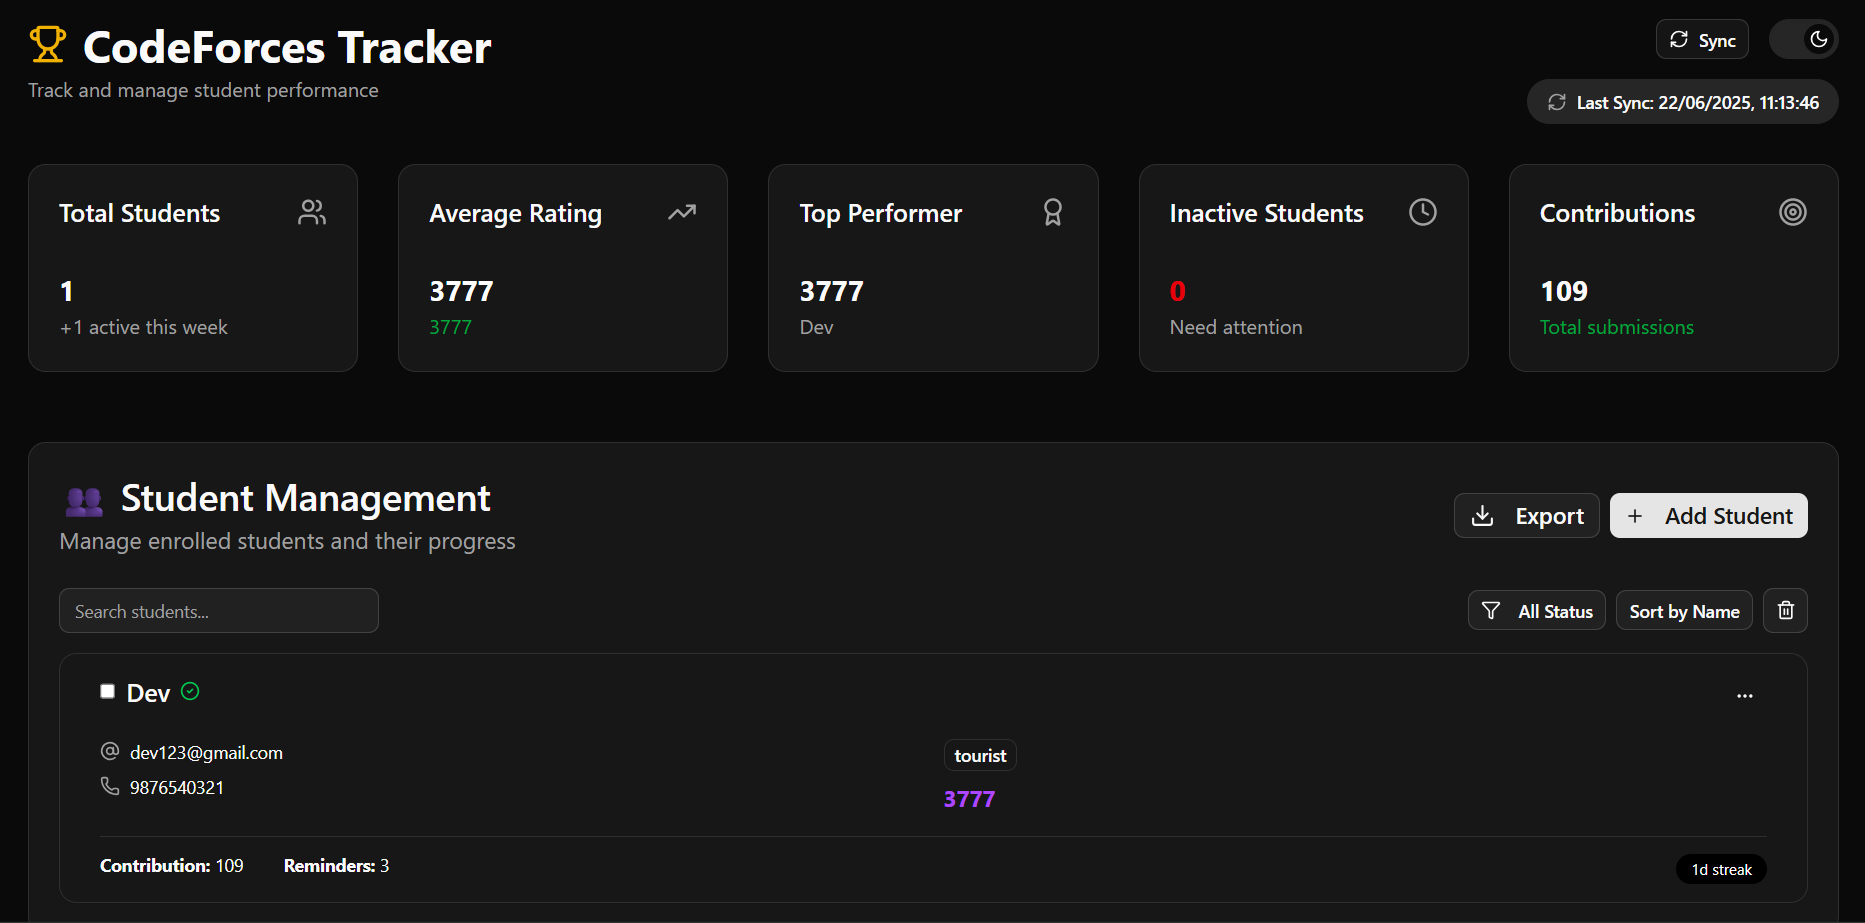 CodeForces Tracker
Track and manage student performance
Sync
Last Sync: 22/06/2025, 11:13:46
Total Students
1
+1 active this week
Average Rating
3777
3777
Top Performer
3777
Dev
Inactive Students
0
Need attention
Contributions
109
Total submissions
Student Management
Manage enrolled students and their progress
Export
+ Add Student
Search students...
All Status
Sort by Name
Dev
...
dev123@gmail.com
9876540321
tourist
3777
Contribution: 109
Reminders: 3
1d streak